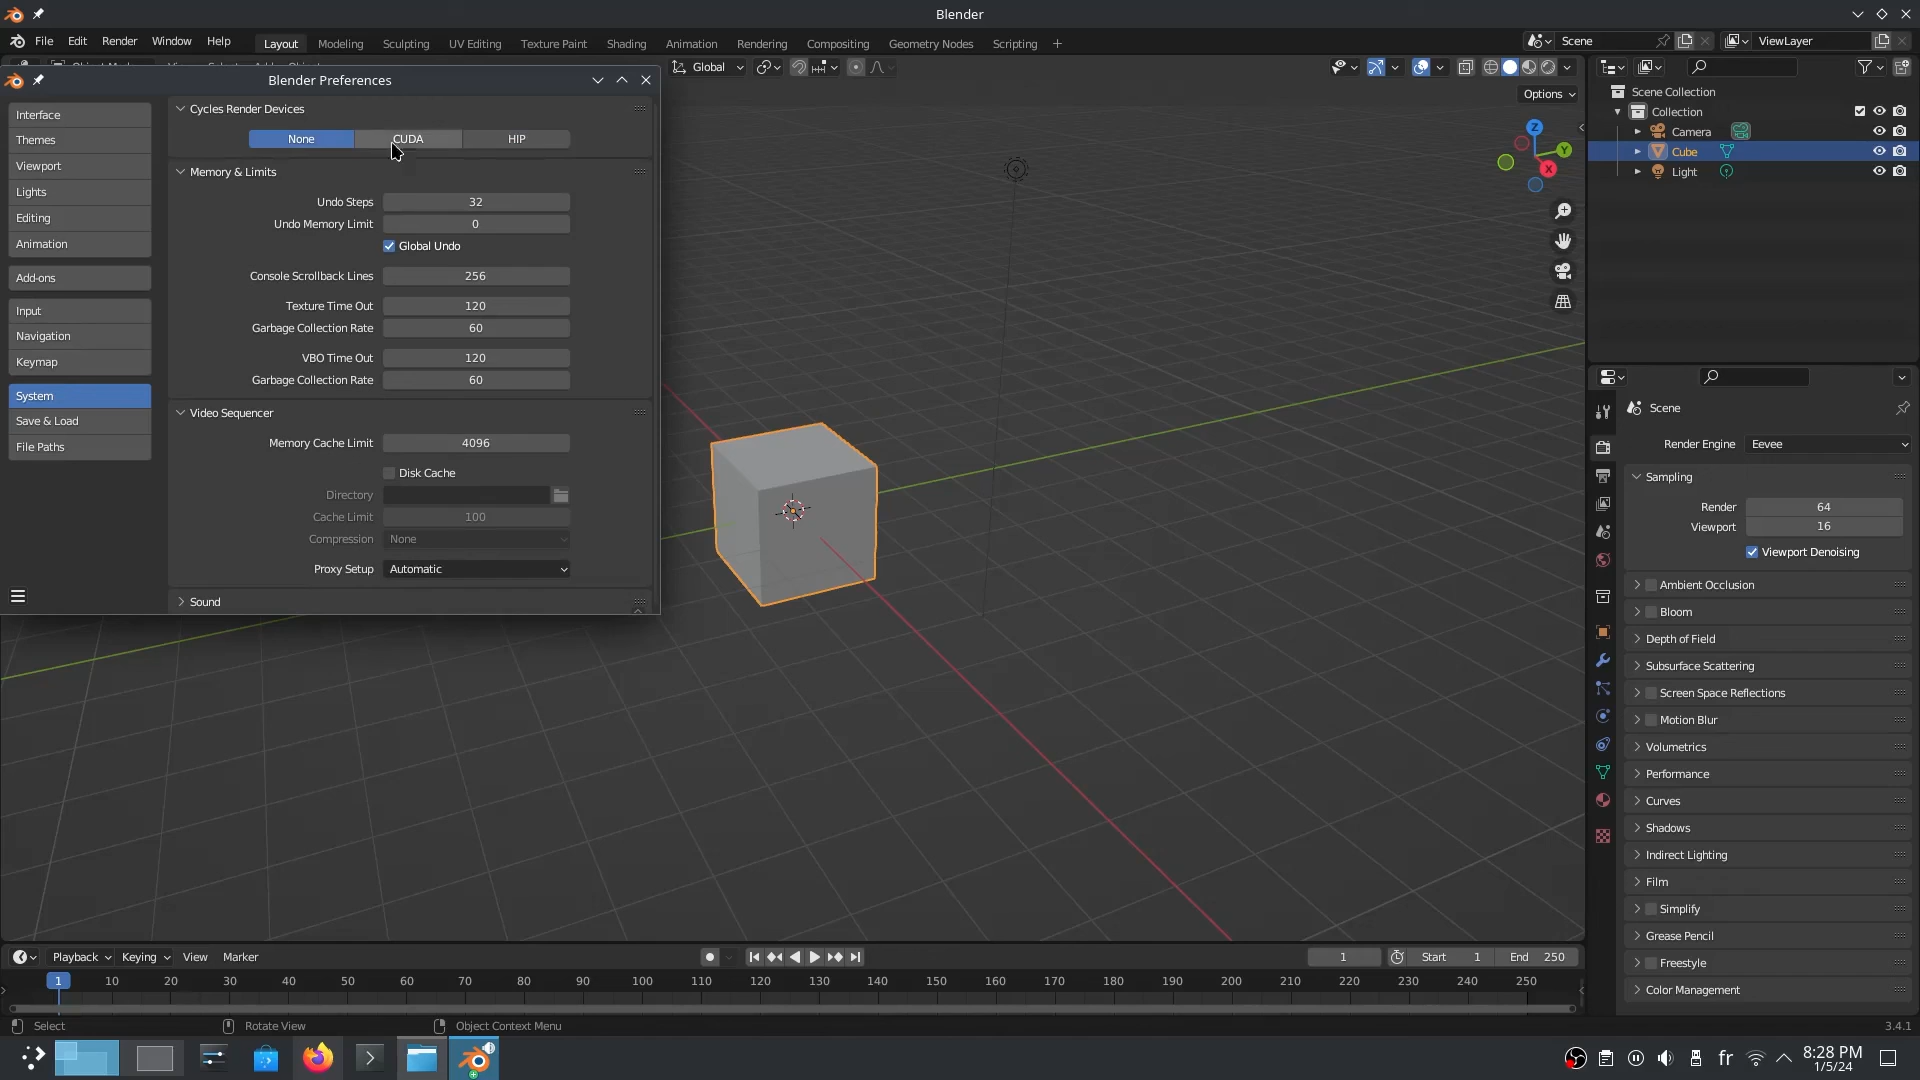 Blender
File Edit Render Window Help
Layout Modeling Sculpting UV Editing Texture Paint Shading Animation Rendering Compositing Geometry Nodes Scripting +
Scene
ViewLayer
Global
Options
Blender Preferences
Interface
Themes
Viewport
Lights
Editing
Animation
Add-ons
Input
Navigation
Keymap
System
Save & Load
File Paths
Cycles Render Devices
None CUDA HIP
Memory & Limits
Undo Steps 32
Undo Memory Limit 0
Global Undo
Console Scrollback Lines 256
Texture Time Out 120
Garbage Collection Rate 60
VBO Time Out 120
Garbage Collection Rate 60
Video Sequencer
Memory Cache Limit 4096
Disk Cache
Directory
Cache Limit 100
Compression None
Proxy Setup Automatic
Sound
Z
Y
X
Scene Collection
Collection
Camera
Cube
Light
Scene
Render Engine Eevee
Sampling
Render 64
Viewport 16
Viewport Denoising
Ambient Occlusion
Bloom
Depth of Field
Subsurface Scattering
Screen Space Reflections
Motion Blur
Volumetrics
Performance
Curves
Shadows
Indirect Lighting
Film
Simplify
Grease Pencil
Freestyle
Color Management
Playback Keying View Marker
1 Start 1 End 250
1 10 20 30 40 50 60 70 80 90 100 110 120 130 140 150 160 170 180 190 200 210 220 230 240 250
Select Rotate View Object Context Menu 3.4.1
fr
8:28 PM
1/5/24